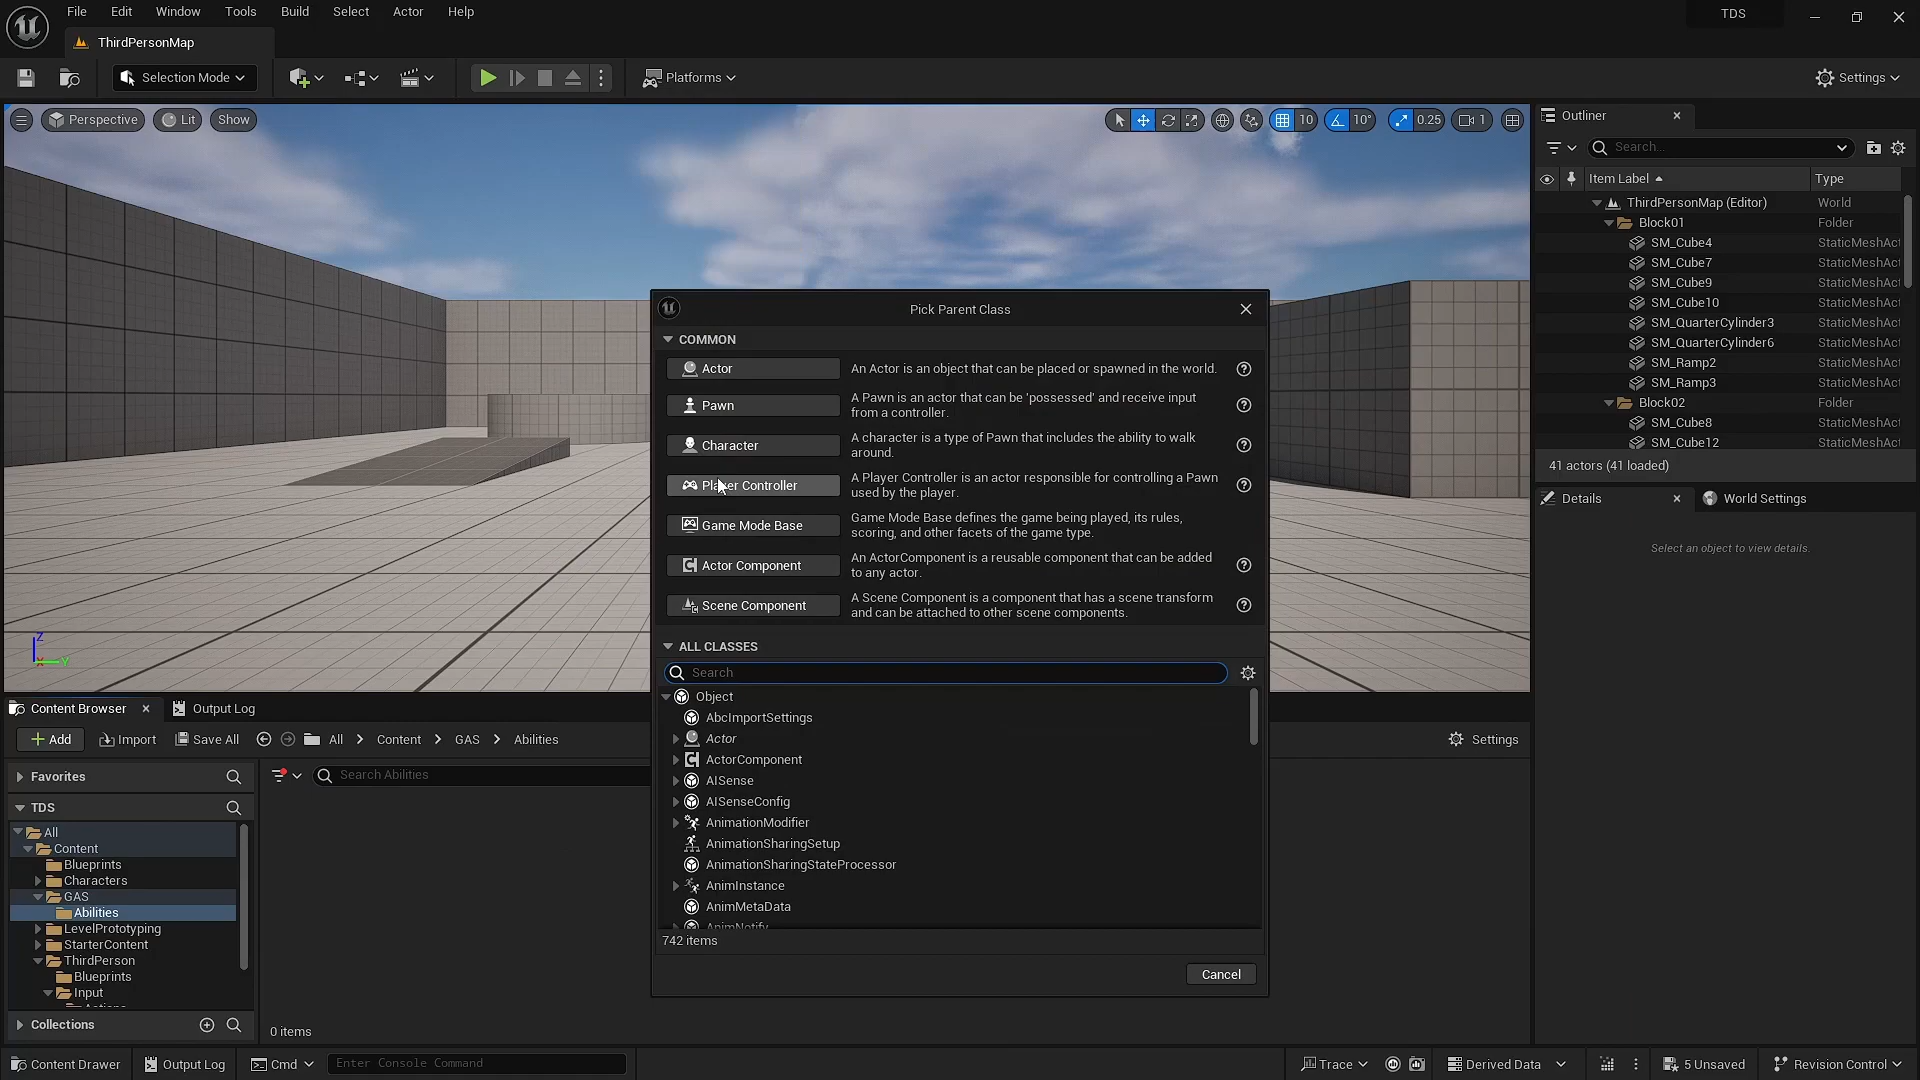 File Edit Window Tools Build Select Actor Help
TDS
ThirdPersonMap
Selection Mode
Platforms
Settings
Perspective
Lit
Show
10
10°
0.25
1
Outliner
Search...
Item Label
Type
ThirdPersonMap (Editor) World
Block01 Folder
SM_Cube4 StaticMeshAct
SM_Cube7 StaticMeshAct
SM_Cube9 StaticMeshAct
SM_Cube10 StaticMeshAct
SM_QuarterCylinder3 StaticMeshAct
SM_QuarterCylinder6 StaticMeshAct
SM_Ramp2 StaticMeshAct
SM_Ramp3 StaticMeshAct
Block02 Folder
SM_Cube8 StaticMeshAct
SM_Cube12 StaticMeshAct
41 actors (41 loaded)
Details
World Settings
Select an object to view details.
Pick Parent Class
COMMON
Actor
An Actor is an object that can be placed or spawned in the world.
Pawn
A Pawn is an actor that can be 'possessed' and receive input
from a controller.
Character
A character is a type of Pawn that includes the ability to walk
around.
Player Controller
A Player Controller is an actor responsible for controlling a Pawn
used by the player.
Game Mode Base
Game Mode Base defines the game being played, its rules,
scoring, and other facets of the game type.
Actor Component
An ActorComponent is a reusable component that can be added
to any actor.
Scene Component
A Scene Component is a component that has a scene transform
and can be attached to other scene components.
ALL CLASSES
Search
Object
AbcImportSettings
Actor
ActorComponent
AISense
AISenseConfig
AnimationModifier
AnimationSharingSetup
AnimationSharingStateProcessor
AnimInstance
AnimMetaData
AnimNotify
742 items
Cancel
Z
X
Y
Content Browser
Output Log
Add
Import
Save All
All
Content
GAS
Abilities
Settings
Favorites
Search Abilities
TDS
All
Content
Blueprints
Characters
GAS
Abilities
LevelPrototyping
StarterContent
ThirdPerson
Blueprints
Input
Actions
Collections
0 items
Content Drawer
Output Log
Cmd
Enter Console Command
Trace
Derived Data
5 Unsaved
Revision Control